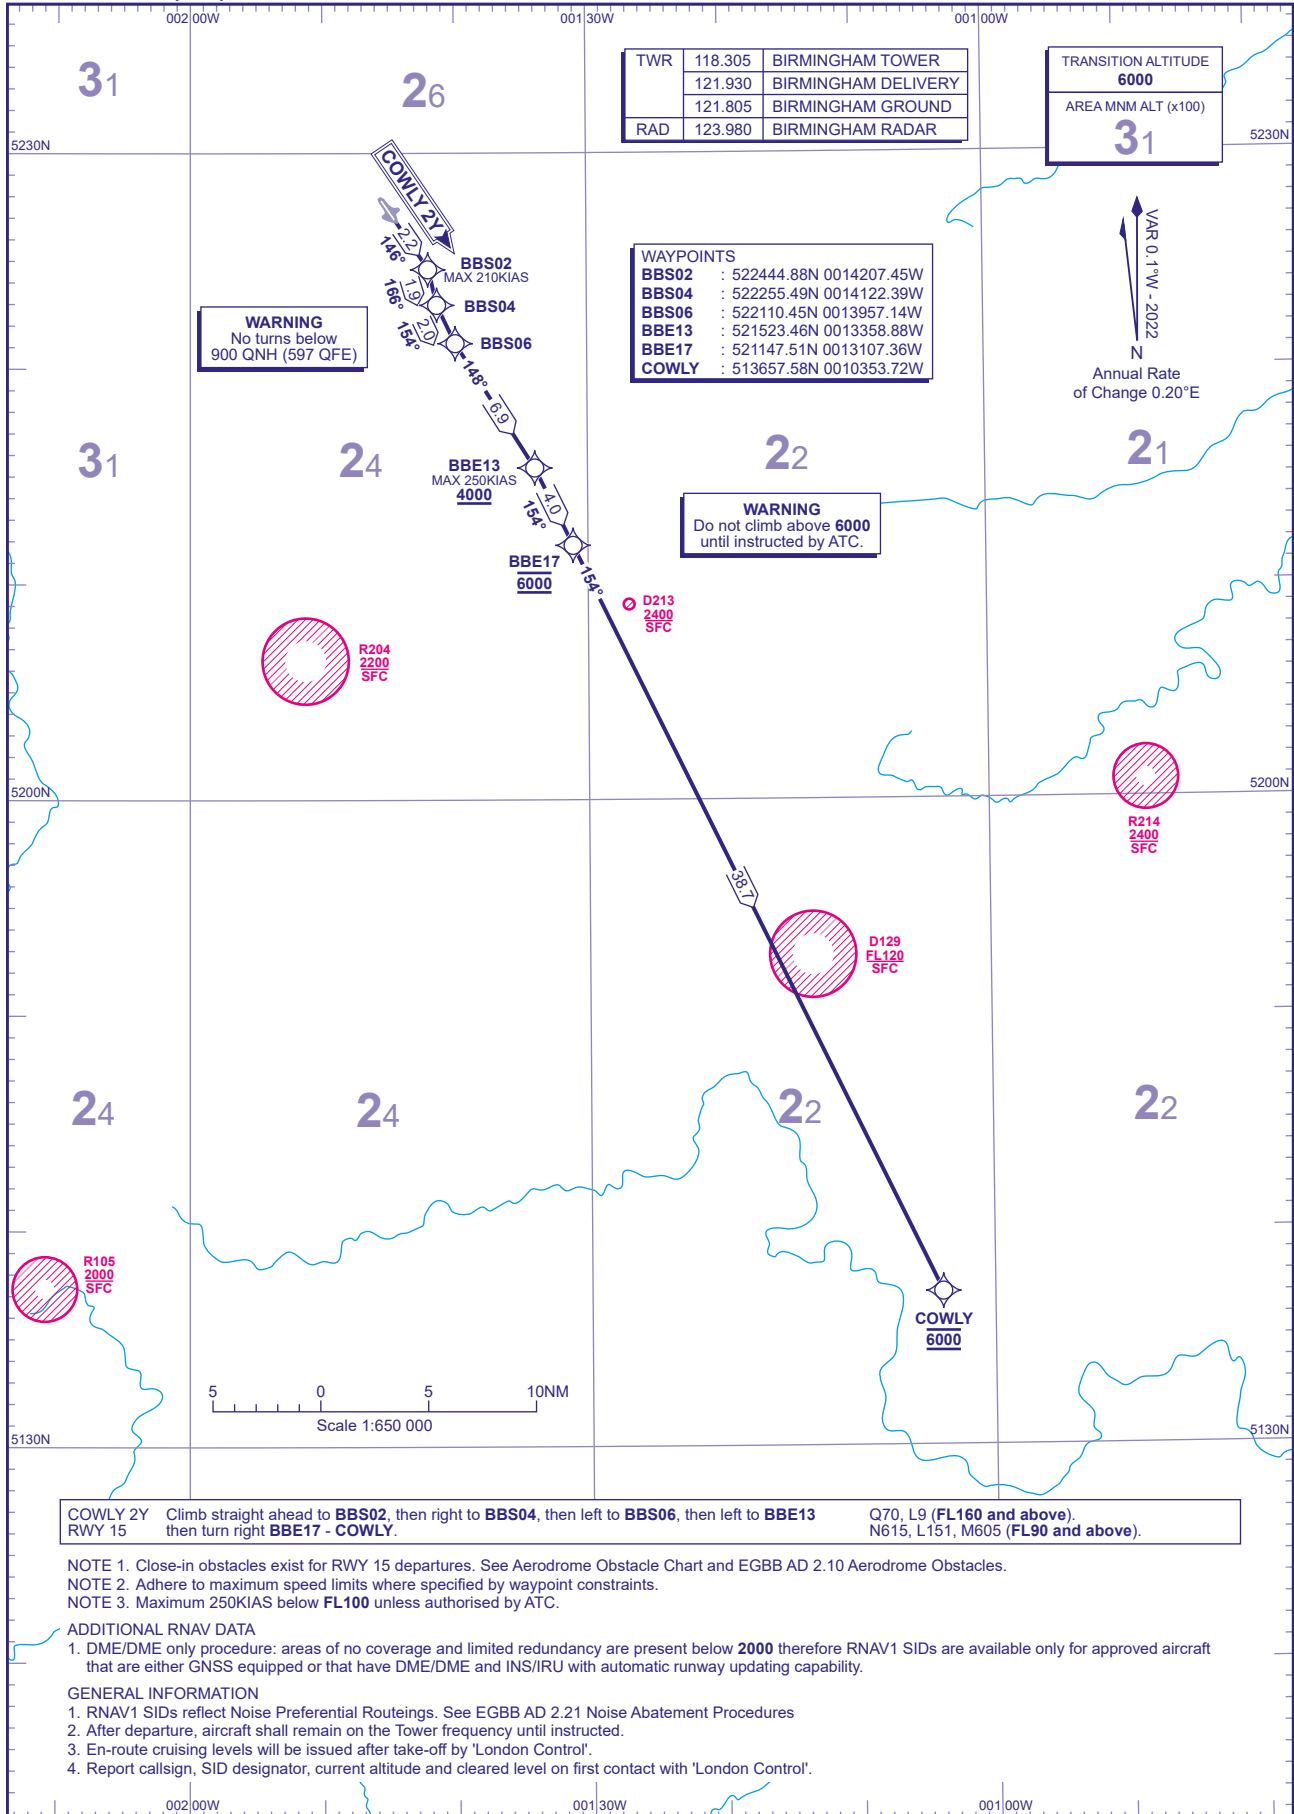 002 00W
001 30W
001 00W
31
26
TWR 118.305 BIRMINGHAM TOWER
121.930 BIRMINGHAM DELIVERY
121.805 BIRMINGHAM GROUND
RAD 123.980 BIRMINGHAM RADAR
TRANSITION ALTITUDE
6000
AREA MNM ALT (x100)
31
5230N
5230N
COWLY 2Y
2.2
146°
BBS02
MAX 210KIAS
1.9
166°
BBS04
2.0
154°
BBS06
WARNING
No turns below
900 QNH (597 QFE)
WAYPOINTS
BBS02 : 522444.88N 0014207.45W
BBS04 : 522255.49N 0014122.39W
BBS06 : 522110.45N 0013957.14W
BBE13 : 521523.46N 0013358.88W
BBE17 : 521147.51N 0013107.36W
COWLY : 513657.58N 0010353.72W
VAR 0.1°W - 2022
N
Annual Rate
of Change 0.20°E
148°
6.9
31
24
22
21
BBE13
MAX 250KIAS
4000
4.0
154°
WARNING
Do not climb above 6000
until instructed by ATC.
BBE17
6000
154°
D213
2400
SFC
R204
2200
SFC
5200N
5200N
R214
2400
SFC
38.7
D129
FL120
SFC
24
24
22
22
R105
2000
SFC
COWLY
6000
5 0 5 10NM
Scale 1:650 000
5130N
5130N
COWLY 2Y Climb straight ahead to BBS02, then right to BBS04, then left to BBS06, then left to BBE13 Q70, L9 (FL160 and above).
RWY 15 then turn right BBE17 - COWLY. N615, L151, M605 (FL90 and above).
NOTE 1. Close-in obstacles exist for RWY 15 departures. See Aerodrome Obstacle Chart and EGBB AD 2.10 Aerodrome Obstacles.
NOTE 2. Adhere to maximum speed limits where specified by waypoint constraints.
NOTE 3. Maximum 250KIAS below FL100 unless authorised by ATC.
ADDITIONAL RNAV DATA
1. DME/DME only procedure: areas of no coverage and limited redundancy are present below 2000 therefore RNAV1 SIDs are available only for approved aircraft
that are either GNSS equipped or that have DME/DME and INS/IRU with automatic runway updating capability.
GENERAL INFORMATION
1. RNAV1 SIDs reflect Noise Preferential Routeings. See EGBB AD 2.21 Noise Abatement Procedures
2. After departure, aircraft shall remain on the Tower frequency until instructed.
3. En-route cruising levels will be issued after take-off by 'London Control'.
4. Report callsign, SID designator, current altitude and cleared level on first contact with 'London Control'.
002 00W
001 30W
001 00W